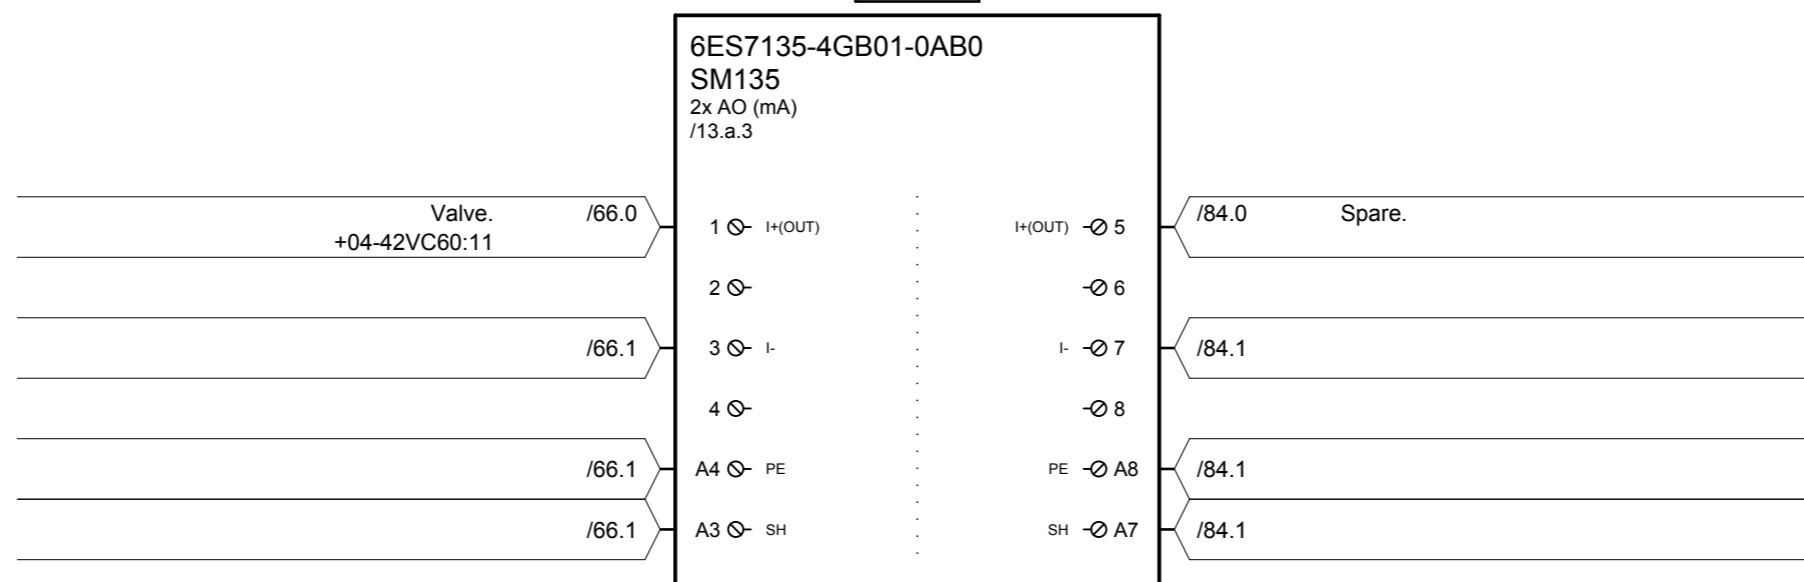 6ES7135-4GB01-0AB0
SM135
2x AO (mA)
/13.a.3
Valve. /66.0 1 I+(OUT) I+(OUT) 5 /84.0 Spare.
+04-42VC60:11
2 6
/66.1 3 I- I- 7 /84.1
4 8
/66.1 A4 PE PE A8 /84.1
/66.1 A3 SH SH A7 /84.1